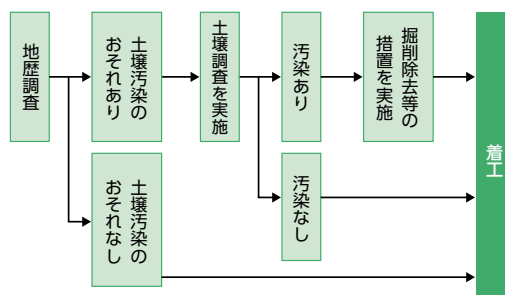 地歴調査
土壌汚染の
おそれあり
土壌調査を実施
汚染あり
掘削除去等の
措置を実施
着工
土壌汚染の
おそれなし
汚染なし